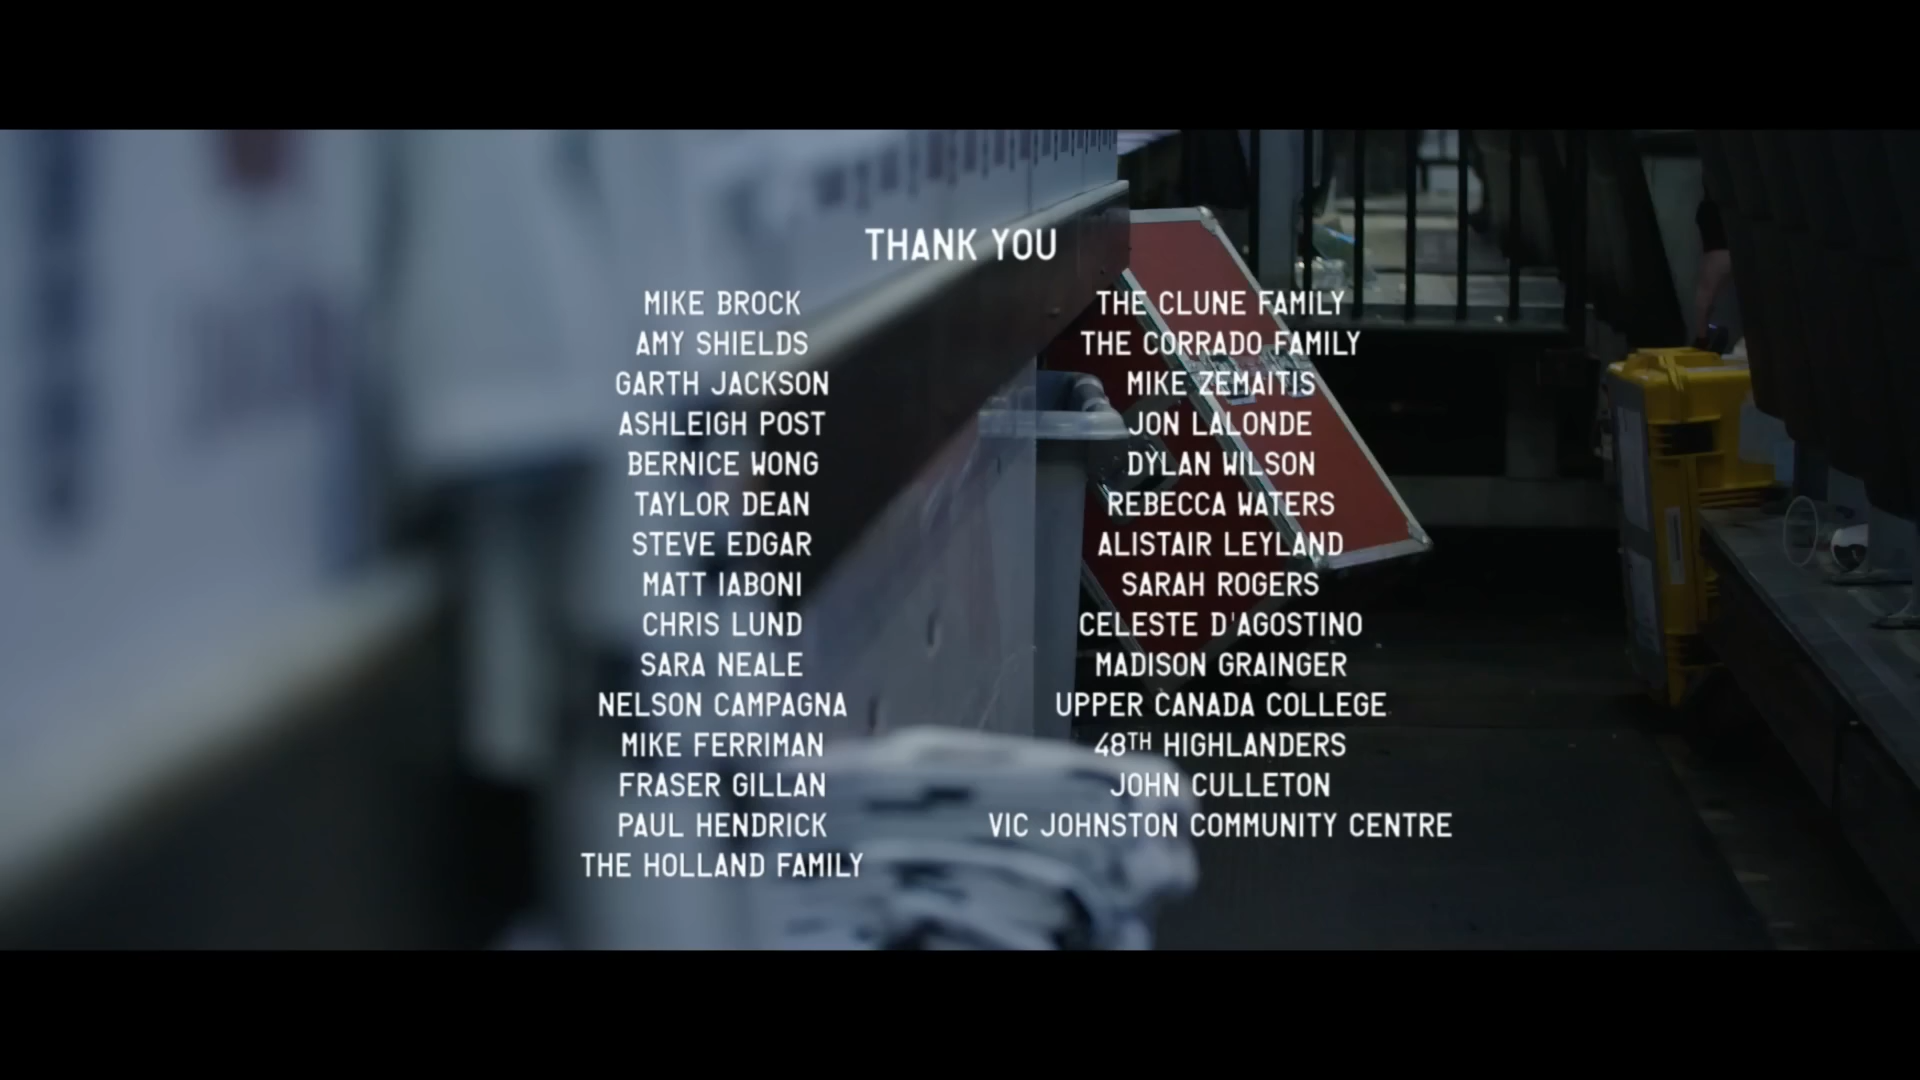 THANK YOU
MIKE BROCK
AMY SHIELDS
GARTH JACKSON
ASHLEIGH POST
BERNICE WONG
TAYLOR DEAN
STEVE EDGAR
MATT IABONI
CHRIS LUND
SARA NEALE
NELSON CAMPAGNA
MIKE FERRIMAN
FRASER GILLAN
PAUL HENDRICK
THE HOLLAND FAMILY
THE CLUNE FAMILY
THE CORRADO FAMILY
MIKE ZEMAITIS
JON LALONDE
DYLAN WILSON
REBECCA WATERS
ALISTAIR LEYLAND
SARAH ROGERS
CELESTE D'AGOSTINO
MADISON GRAINGER
UPPER CANADA COLLEGE
48TH HIGHLANDERS
JOHN CULLETON
VIC JOHNSTON COMMUNITY CENTRE